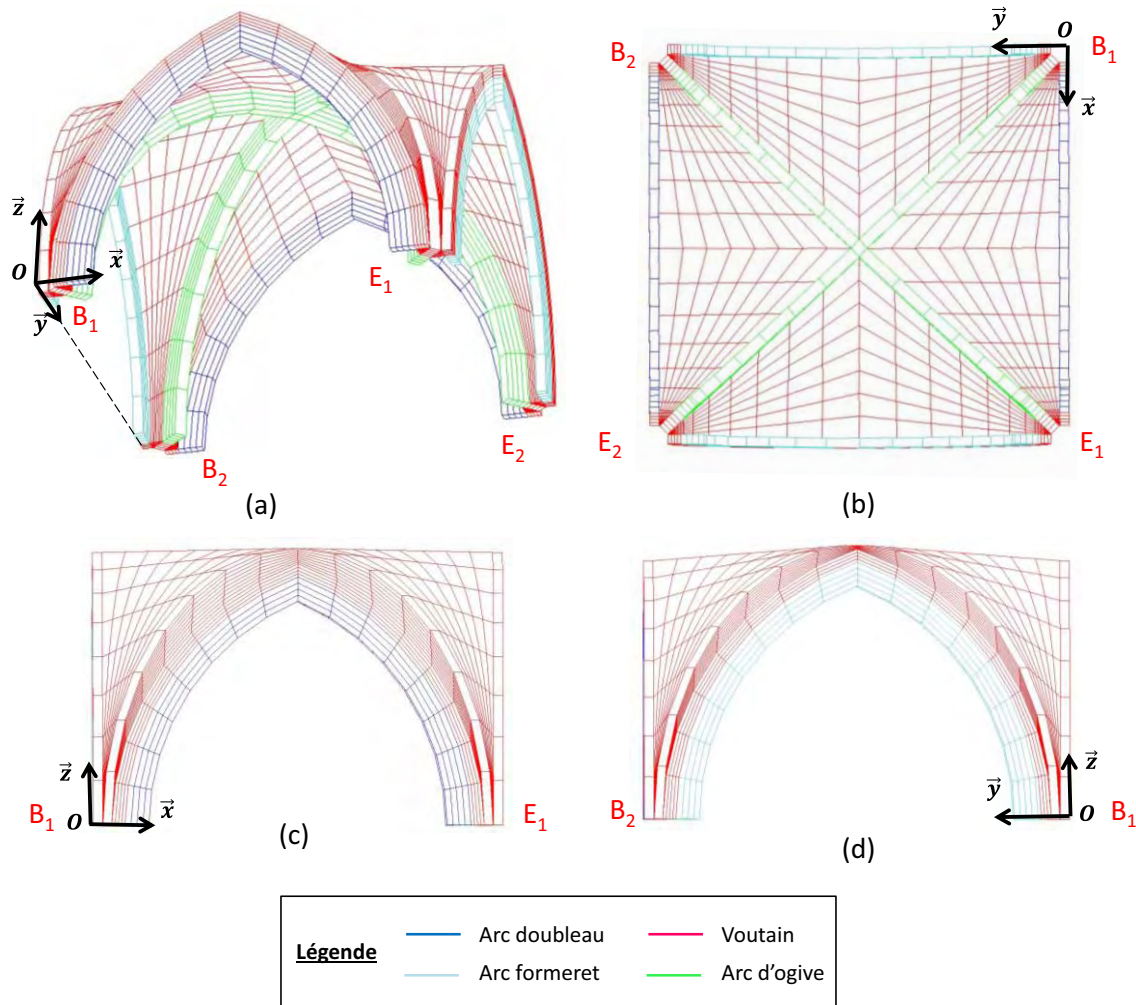 z⃗
O
x⃗
y⃗
B₁
E₁
B₂
E₂
(a)
B₂
y⃗
O
B₁
x⃗
E₂
E₁
(b)
z⃗
B₁
O
x⃗
E₁
(c)
z⃗
y⃗
B₂
O
B₁
(d)
Légende
Arc doubleau
Voutain
Arc formeret
Arc d'ogive